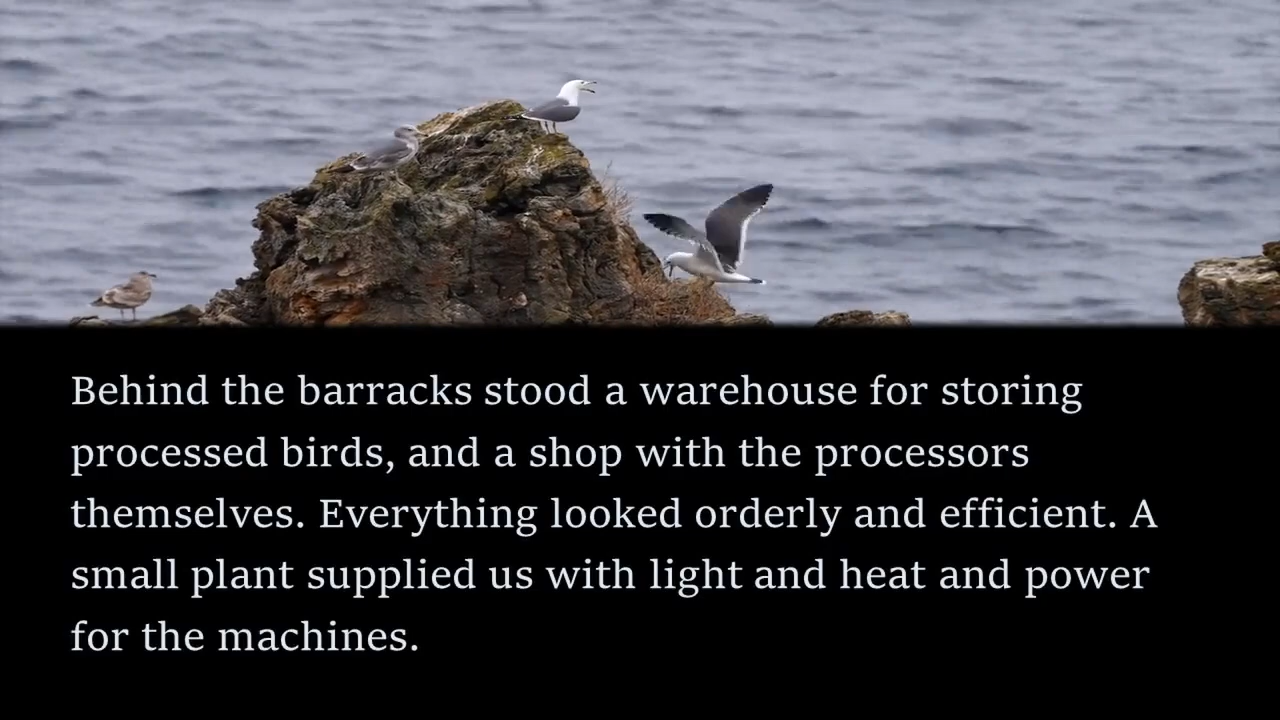 Behind the barracks stood a warehouse for storing
processed birds, and a shop with the processors
themselves. Everything looked orderly and efficient. A
small plant supplied us with light and heat and power
for the machines.